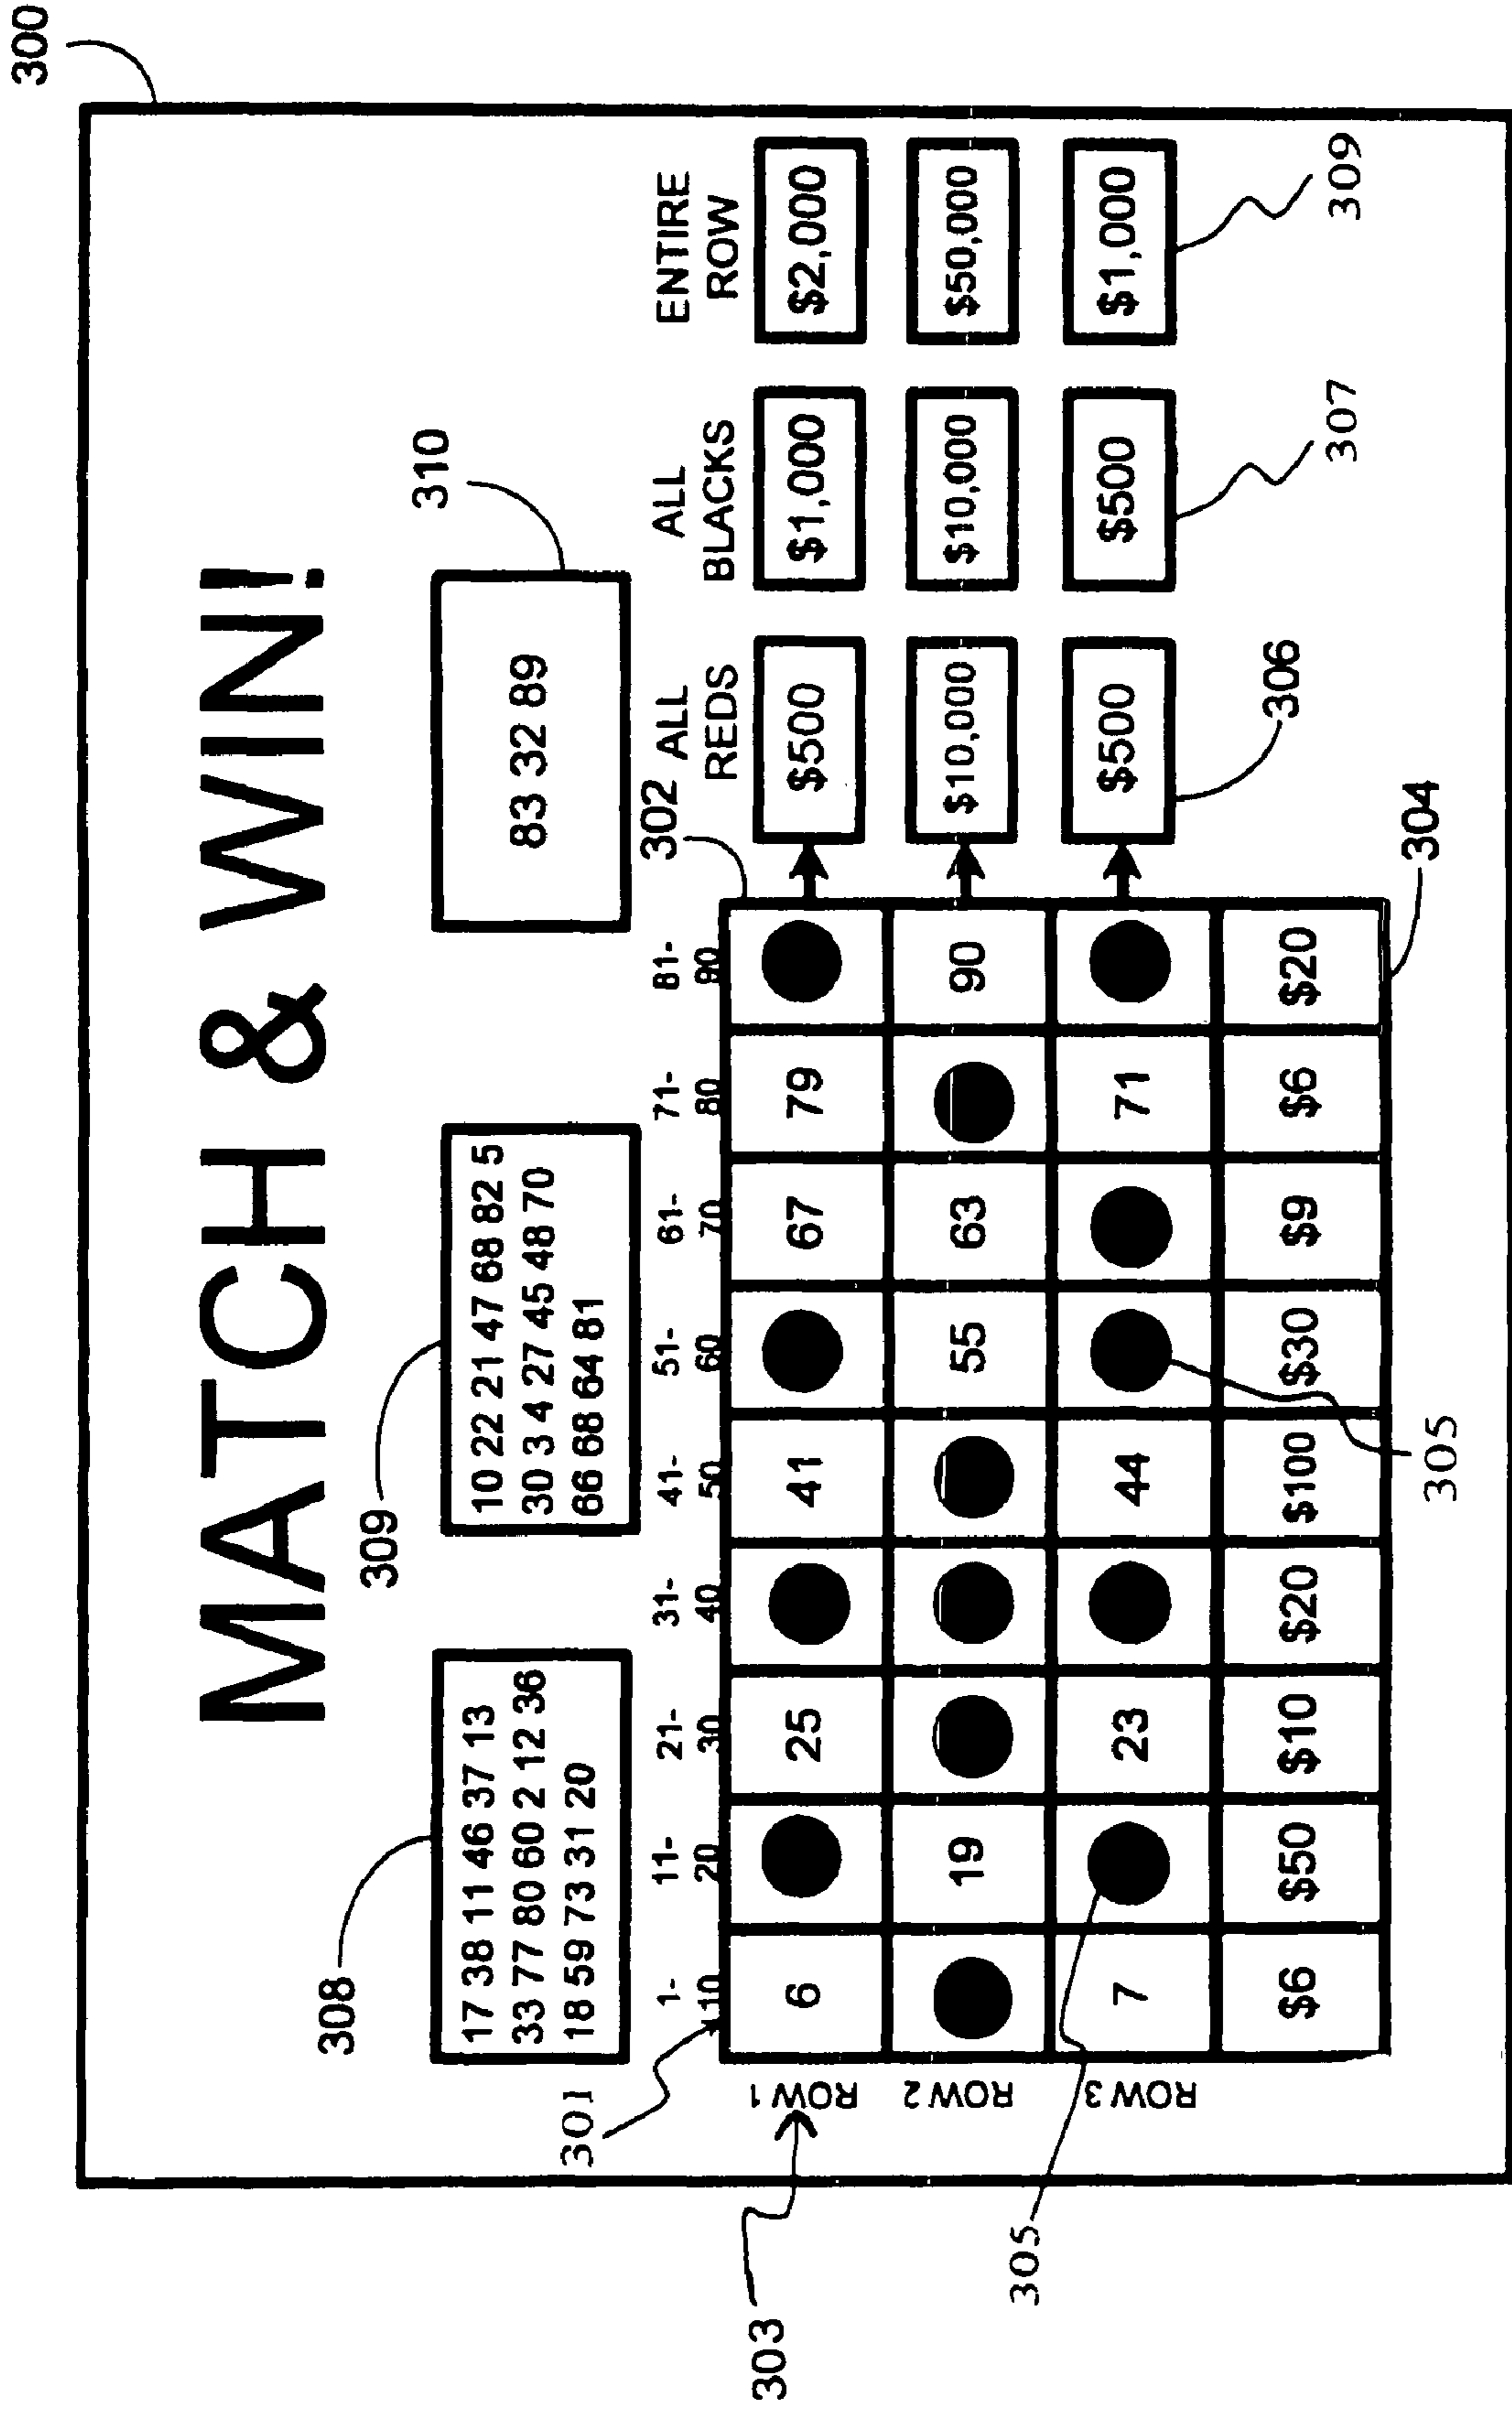 300
MATCH & WIN!
308
309
310
17 38 11 46 37 13
33 77 80 60 2 12 36
18 59 73 31 20
10 22 21 47 68 82 5
30 3 4 27 45 48 70
66 68 64 81
83 32 89
301
302
1-10
11-20
21-30
31-40
41-50
51-60
61-70
71-80
81-90
ALL REDS
ALL BLACKS
ENTIRE ROW
303
ROW 1
6 25 41 67 79
$500 $1,000 $2,000
ROW 2
19 55 63 90
$10,000 $10,000 $50,000
ROW 3
7 23 44 71
$500 $500 $1,000
$6 $50 $10 $20 $100 $30 $9 $6 $20
305
305
304
306
307
309